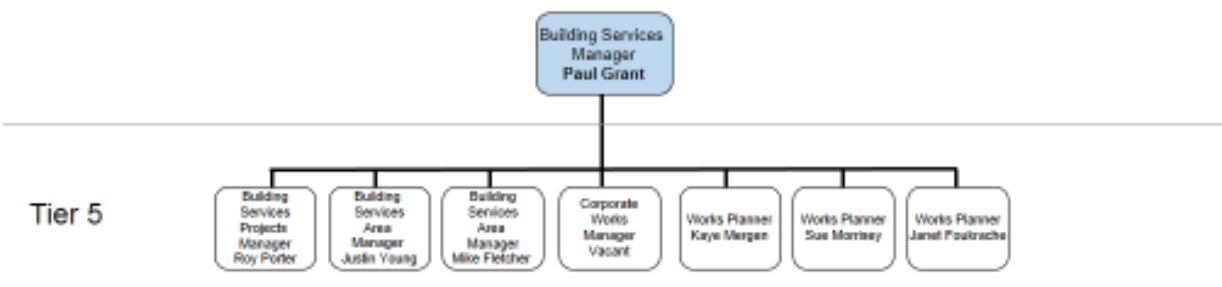 Building Services
Manager
Paul Grant
Tier 5
Building
Services
Projects
Manager
Roy Porter
Building
Services
Area
Manager
Justin Young
Building
Services
Area
Manager
Mike Fletcher
Corporate
Works
Manager
Vacant
Works Planner
Kaye Mergen
Works Planner
Sue Morrisey
Works Planner
Janet Foukrache